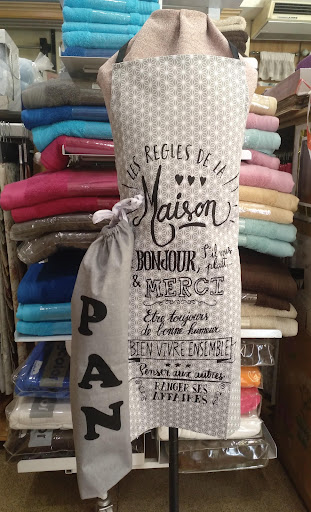 LES REGLES DE LA
Maison
BONJOUR, S'il vous
plait
& MERCI
Etre toujours
de bonne humeur
BIEN VIVRE ENSEMBLE
Penser aux autres
RANGER SES
AFFAIRES
PAN